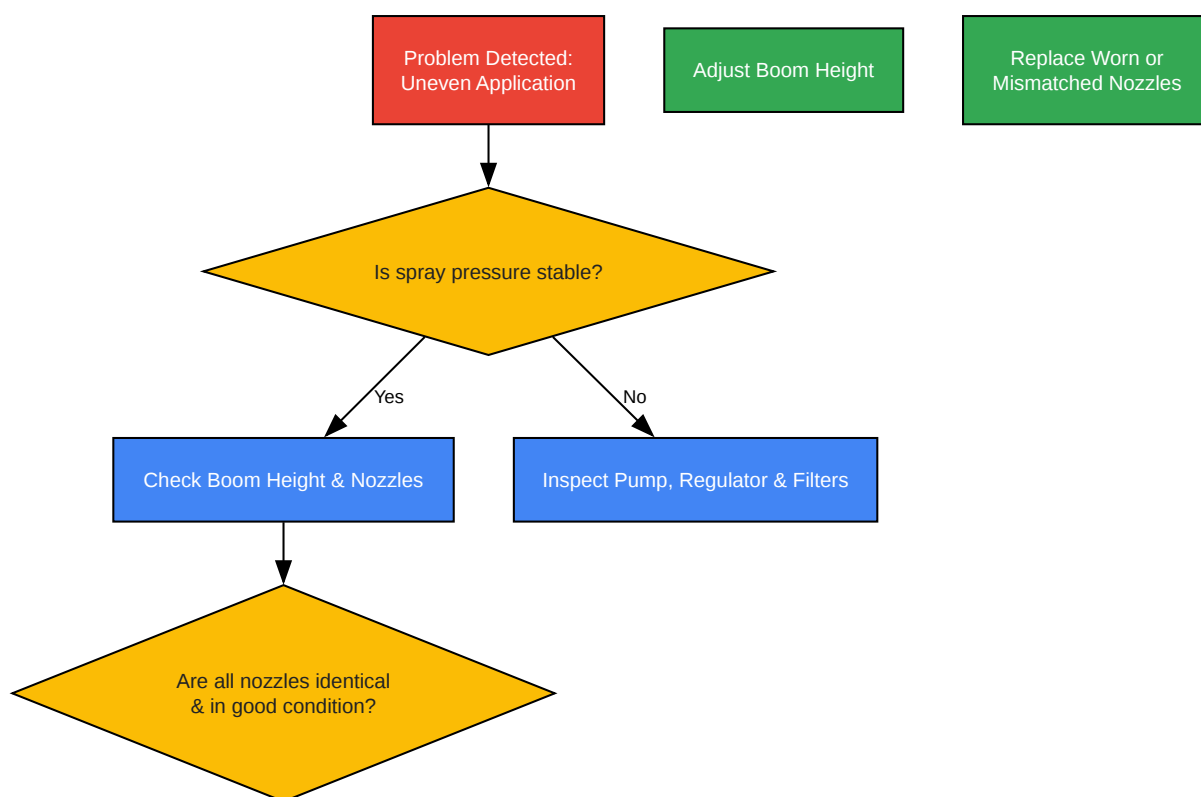 Problem Detected:
Uneven Application
Adjust Boom Height
Replace Worn or
Mismatched Nozzles
Is spray pressure stable?
Yes
No
Check Boom Height & Nozzles
Inspect Pump, Regulator & Filters
Are all nozzles identical
& in good condition?